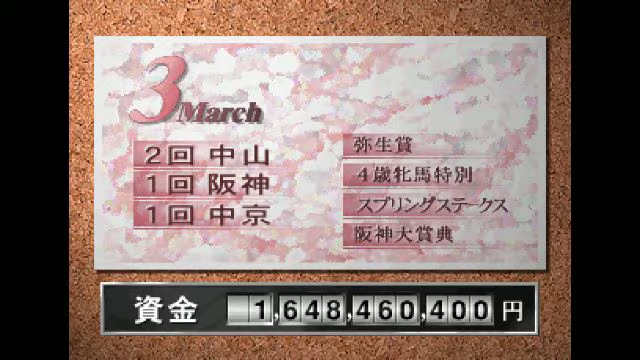 3
March
2回 中山
1回 阪神
1回 中京
弥生賞
4歳牝馬特別
スプリングステークス
阪神大賞典
資金 1,648,460,400 円